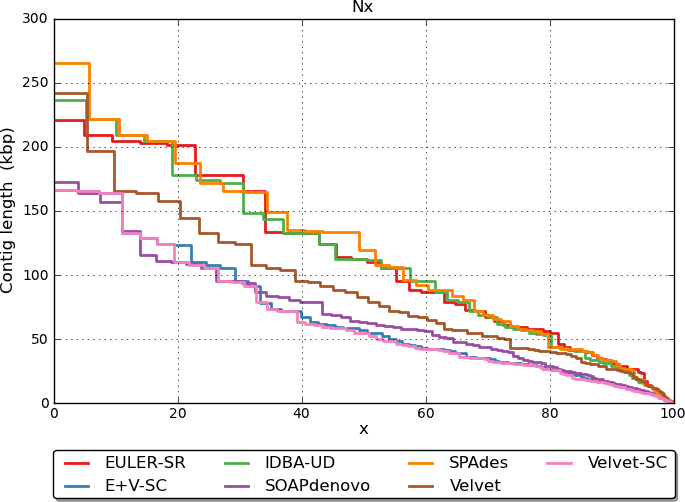 Nx
300
250
200
150
100
50
0
Contig length (kbp)
0 20 40 60 80 100
x
EULER-SR IDBA-UD SPAdes Velvet-SC
E+V-SC SOAPdenovo Velvet